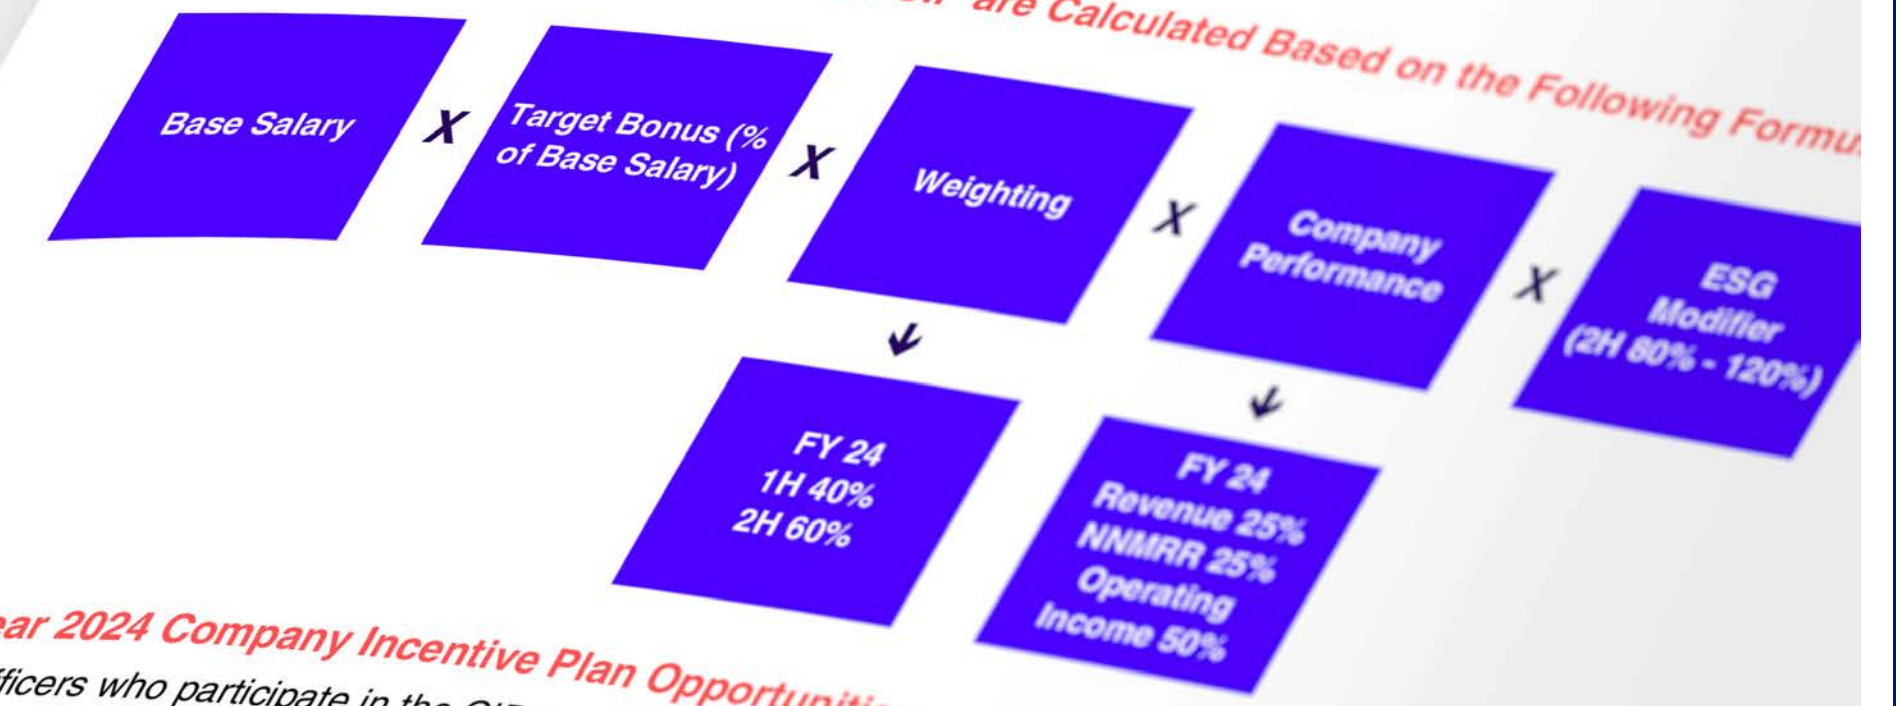 are Calculated Based on the Following
Base Salary
X
Target Bonus (%
of Base Salary)
X
Weighting
X
Company
Performance
X
ESG
Modifier
(2H 80% - 120%)
FY 24
1H 40%
2H 60%
FY 24
Revenue 25%
NNMRR 25%
Operating
Income 50%
2024 Company Incentive Plan
who participate in the